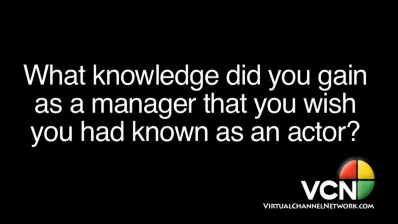 What knowledge did you gain
as a manager that you wish
you had known as an actor?
VCN
VIRTUALCHANNELNETWORK.COM